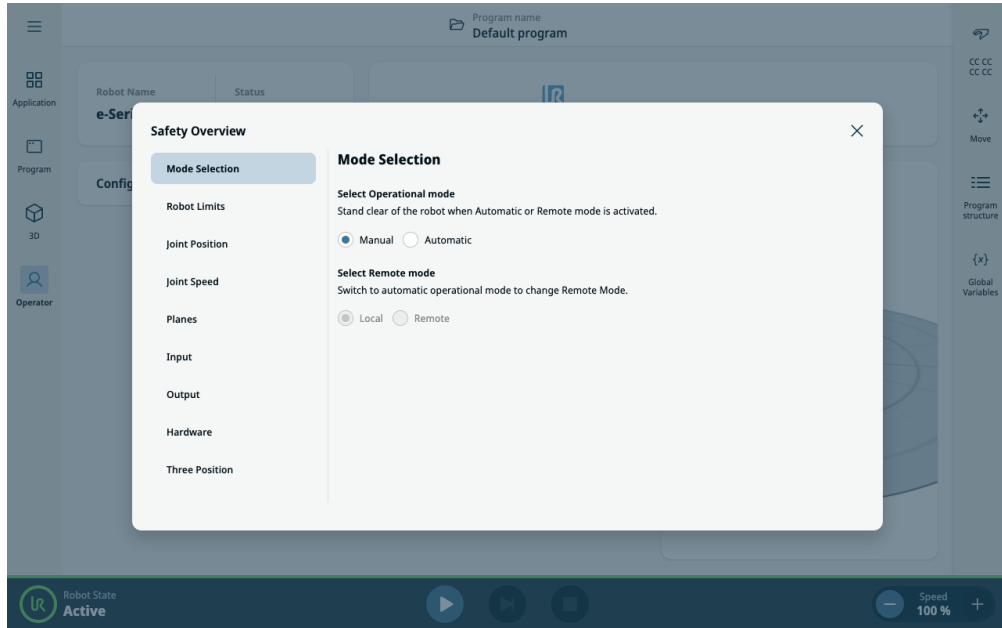 Program name
Default program
Application
Program
3D
Operator
Robot Name
Status
e-Seri
Config
Safety Overview
Mode Selection
Robot Limits
Joint Position
Joint Speed
Planes
Input
Output
Hardware
Three Position
Mode Selection
Select Operational mode
Stand clear of the robot when Automatic or Remote mode is activated.
Manual Automatic
Select Remote mode
Switch to automatic operational mode to change Remote Mode.
Local Remote
CC CC
CC CC
Move
Program
structure
{x}
Global
Variables
Robot State
Active
Speed
100 %